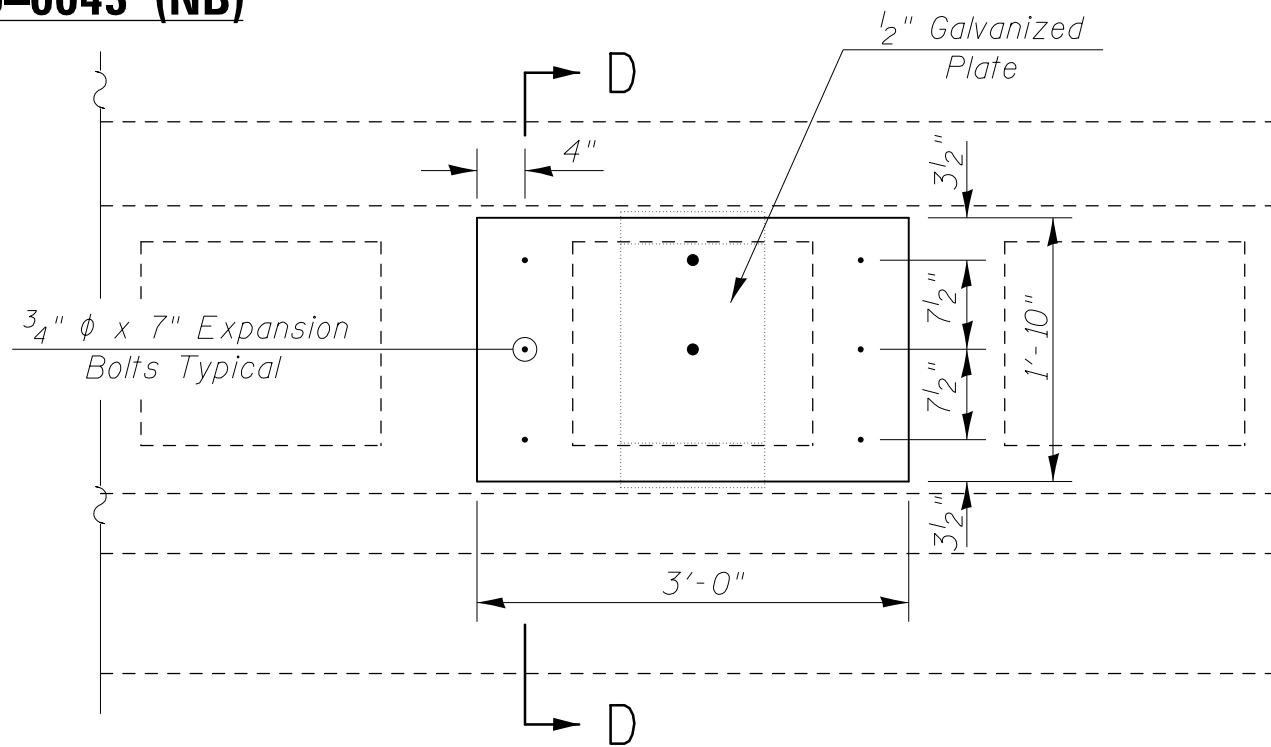 (NB)
1/2" Galvanized
Plate
D
4"
3 1/2"
7 1/2"
1'-10"
3/4" ϕ x 7" Expansion
Bolts Typical
7 1/2"
3 1/2"
3'-0"
D